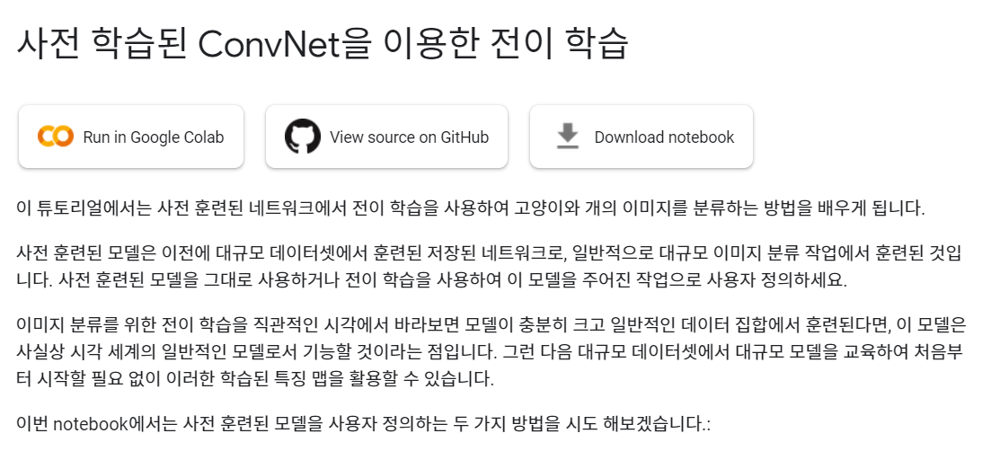 사전 학습된 ConvNet을 이용한 전이 학습
Run in Google Colab
View source on GitHub
Download notebook
이 튜토리얼에서는 사전 훈련된 네트워크에서 전이 학습을 사용하여 고양이와 개의 이미지를 분류하는 방법을 배우게 됩니다.
사전 훈련된 모델은 이전에 대규모 데이터셋에서 훈련된 저장된 네트워크로, 일반적으로 대규모 이미지 분류 작업에서 훈련된 것입
니다. 사전 훈련된 모델을 그대로 사용하거나 전이 학습을 사용하여 이 모델을 주어진 작업으로 사용자 정의하세요.
이미지 분류를 위한 전이 학습을 직관적인 시각에서 바라보면 모델이 충분히 크고 일반적인 데이터 집합에서 훈련된다면, 이 모델은
사실상 시각 세계의 일반적인 모델로서 기능할 것이라는 점입니다. 그런 다음 대규모 데이터셋에서 대규모 모델을 교육하여 처음부
터 시작할 필요 없이 이러한 학습된 특징 맵을 활용할 수 있습니다.
이번 notebook에서는 사전 훈련된 모델을 사용자 정의하는 두 가지 방법을 시도 해보겠습니다.: